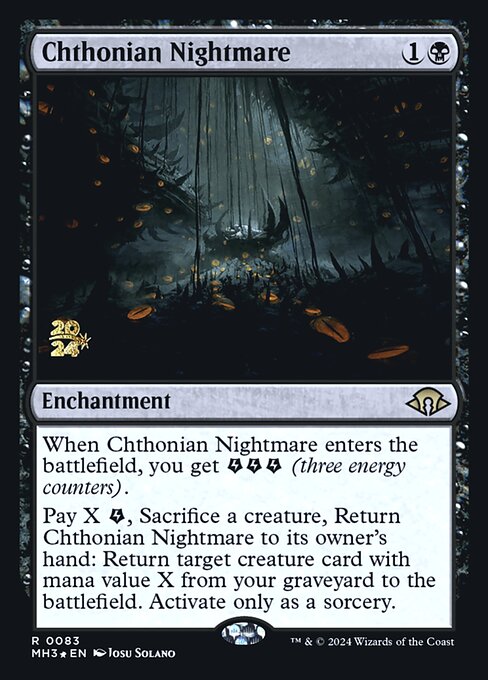 Chthonian Nightmare 1
2024
Enchantment
When Chthonian Nightmare enters the
battlefield, you get (three energy
counters).
Pay X , Sacrifice a creature, Return
Chthonian Nightmare to its owner's
hand: Return target creature card with
mana value X from your graveyard to the
battlefield. Activate only as a sorcery.
R 0083
MH3★EN Josu Solano
™ & © 2024 Wizards of the Coast